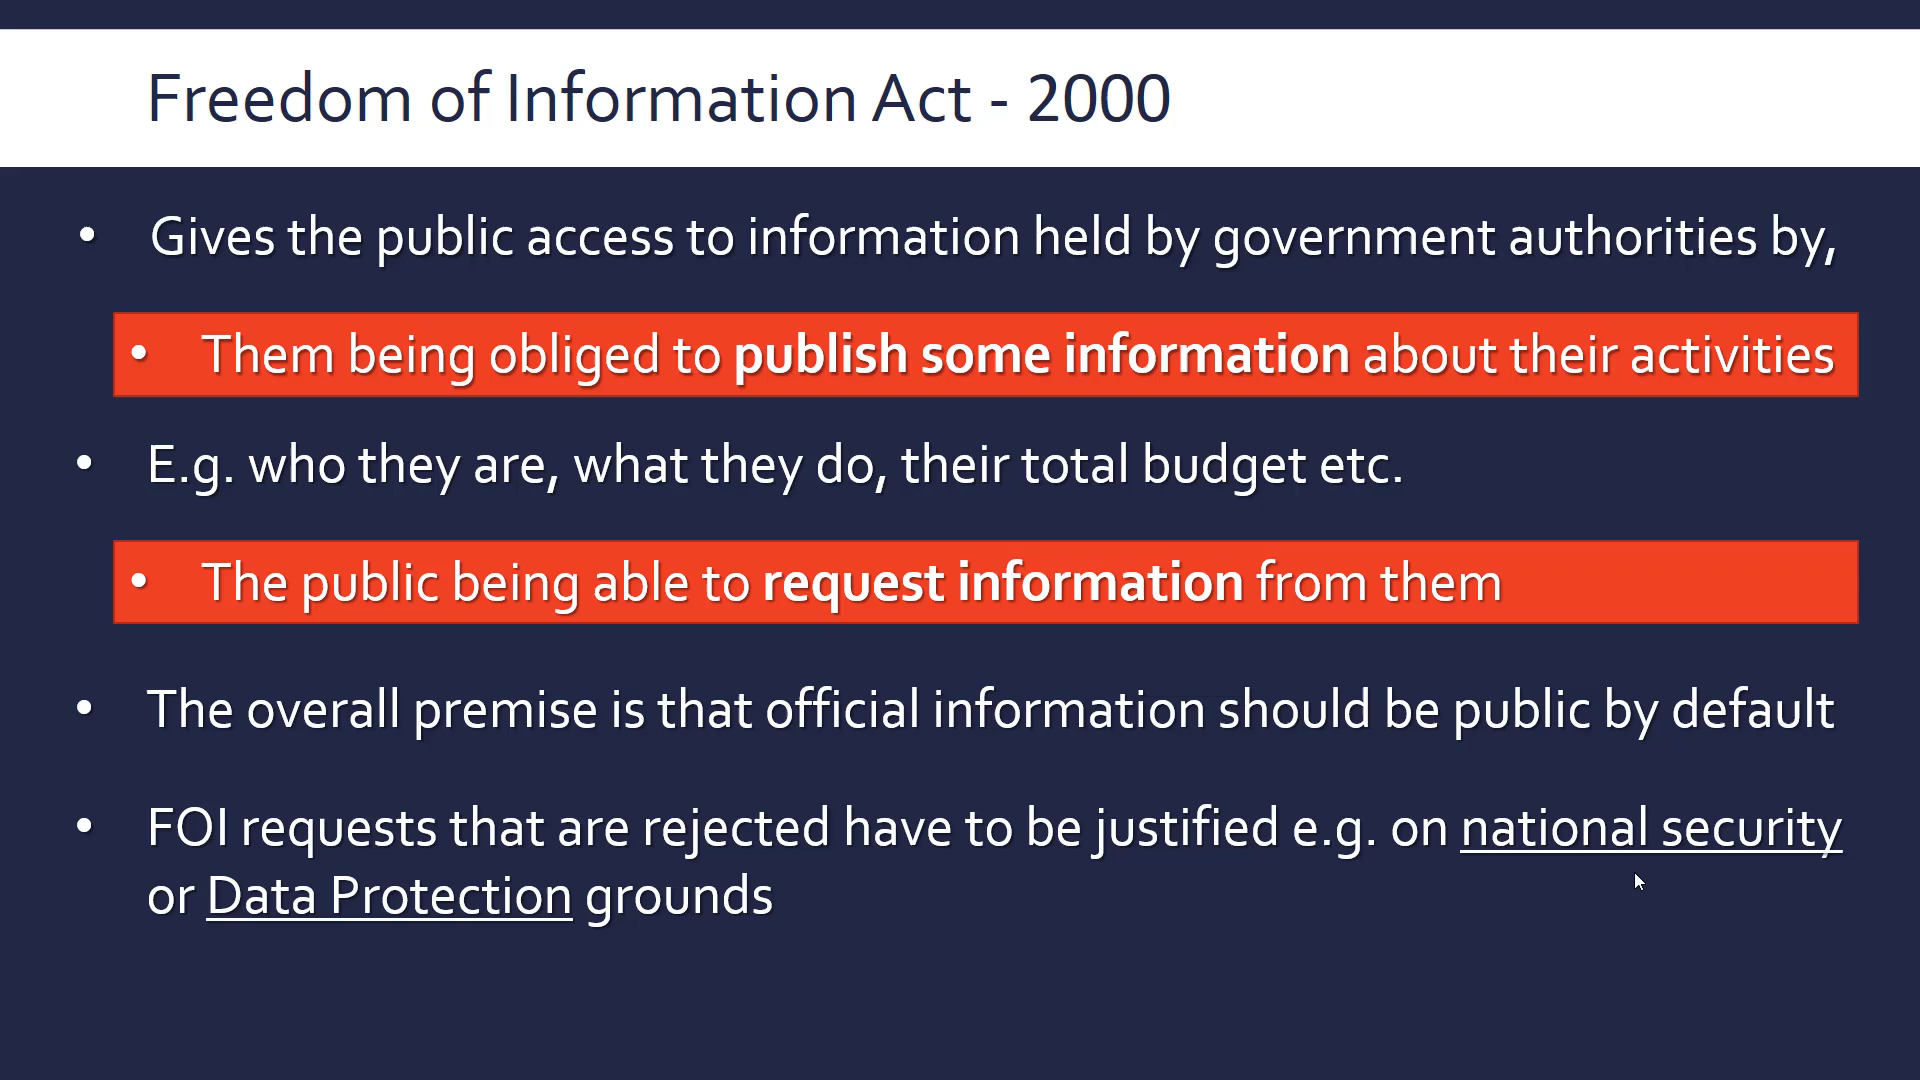 Freedom of Information Act - 2000
• Gives the public access to information held by government authorities by,
• Them being obliged to publish some information about their activities
• E.g. who they are, what they do, their total budget etc.
• The public being able to request information from them
• The overall premise is that official information should be public by default
• FOI requests that are rejected have to be justified e.g. on national security
or Data Protection grounds